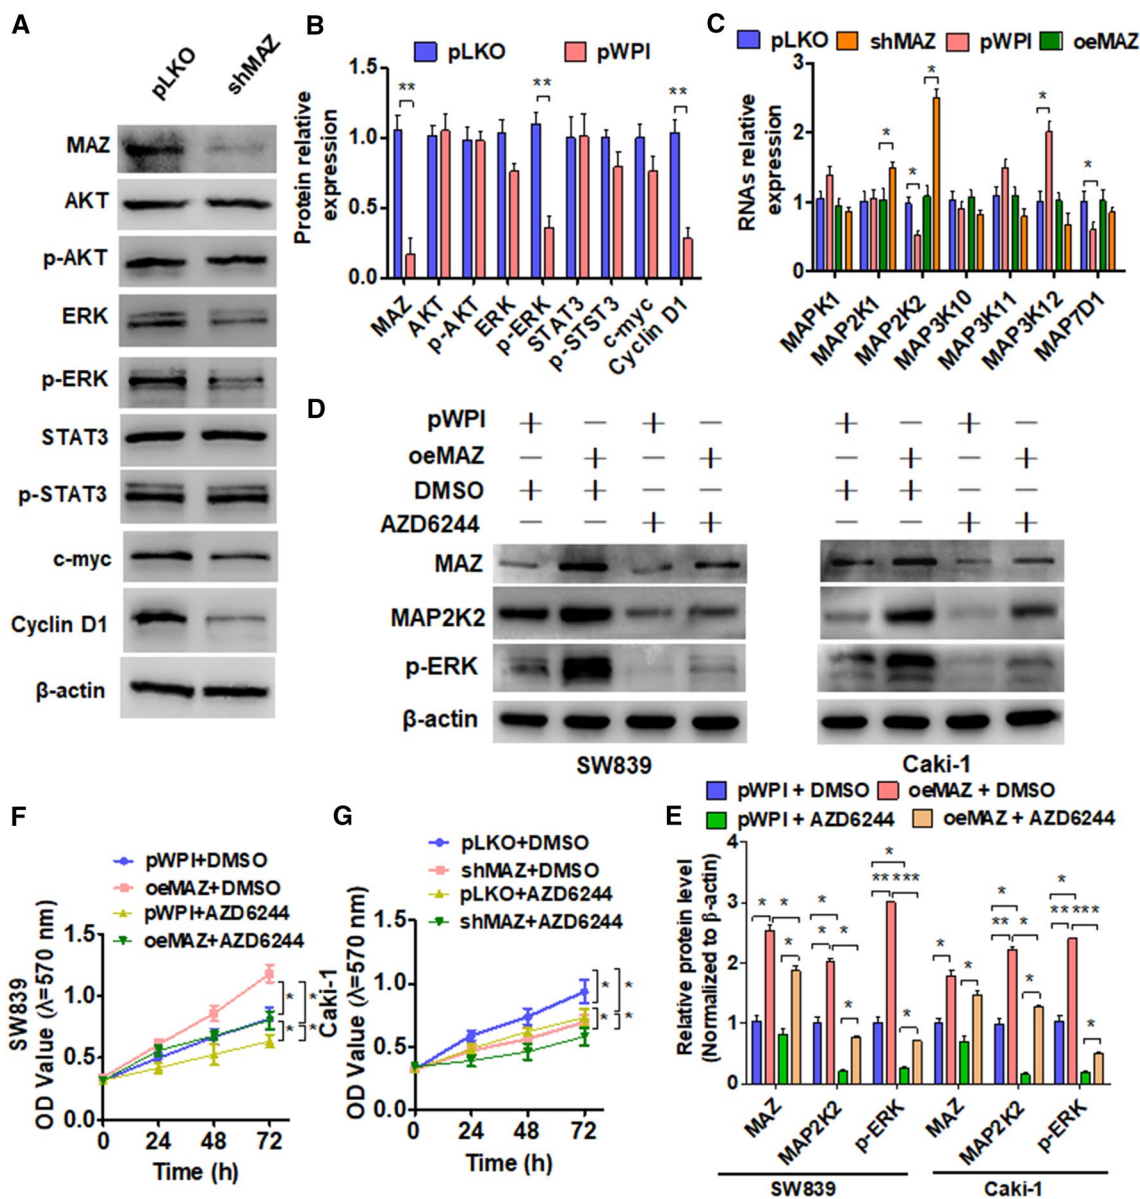 A
pLKO
shMAZ
MAZ
AKT
p-AKT
ERK
p-ERK
STAT3
p-STAT3
c-myc
Cyclin D1
β-actin
B
pLKO
pWPI
Protein relative
expression
1.5
1.0
0.5
0.0
**
**
**
MAZ
AKT
p-AKT
ERK
p-ERK
STAT3
p-STST3
c-myc
Cyclin D1
C
pLKO
shMAZ
pWPI
oeMAZ
RNAs relative
expression
3
2
1
0
*
*
*
*
*
MAPK1
MAP2K1
MAP2K2
MAP3K10
MAP3K11
MAP3K12
MAP7D1
D
pWPI + − + − + − + −
oeMAZ − + − + − + − +
DMSO + + − − + + − −
AZD6244 − − + + − − + +
MAZ
MAP2K2
p-ERK
β-actin
SW839
Caki-1
F
pWPI+DMSO
oeMAZ+DMSO
pWPI+AZD6244
oeMAZ+AZD6244
SW839
OD Value (λ=570 nm)
1.5
1.0
0.5
0.0
* *
* *
0 24 48 72
Time (h)
G
pLKO+DMSO
shMAZ+DMSO
pLKO+AZD6244
shMAZ+AZD6244
Caki-1
OD Value (λ=570 nm)
1.5
1.0
0.5
0.0
* *
* *
0 24 48 72
Time (h)
E
pWPI + DMSO
oeMAZ + DMSO
pWPI + AZD6244
oeMAZ + AZD6244
Relative protein level
(Normalized to β-actin)
4
3
2
1
0
* * *
* * * *
* ** *** *
* *
* ** * *
* ** *** *
MAZ
MAP2K2
p-ERK
MAZ
MAP2K2
p-ERK
SW839
Caki-1